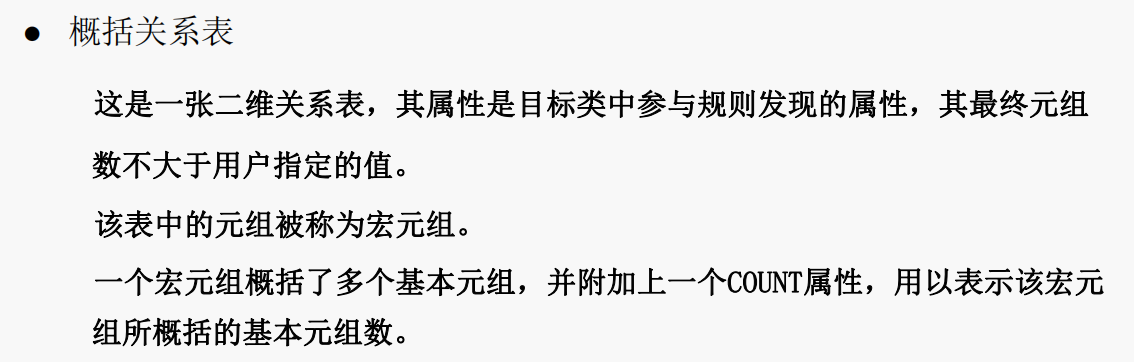 ● 概括关系表
这是一张二维关系表，其属性是目标类中参与规则发现的属性，其最终元组
数不大于用户指定的值。
该表中的元组被称为宏元组。
一个宏元组概括了多个基本元组，并附加上一个COUNT属性，用以表示该宏元
组所概括的基本元组数。